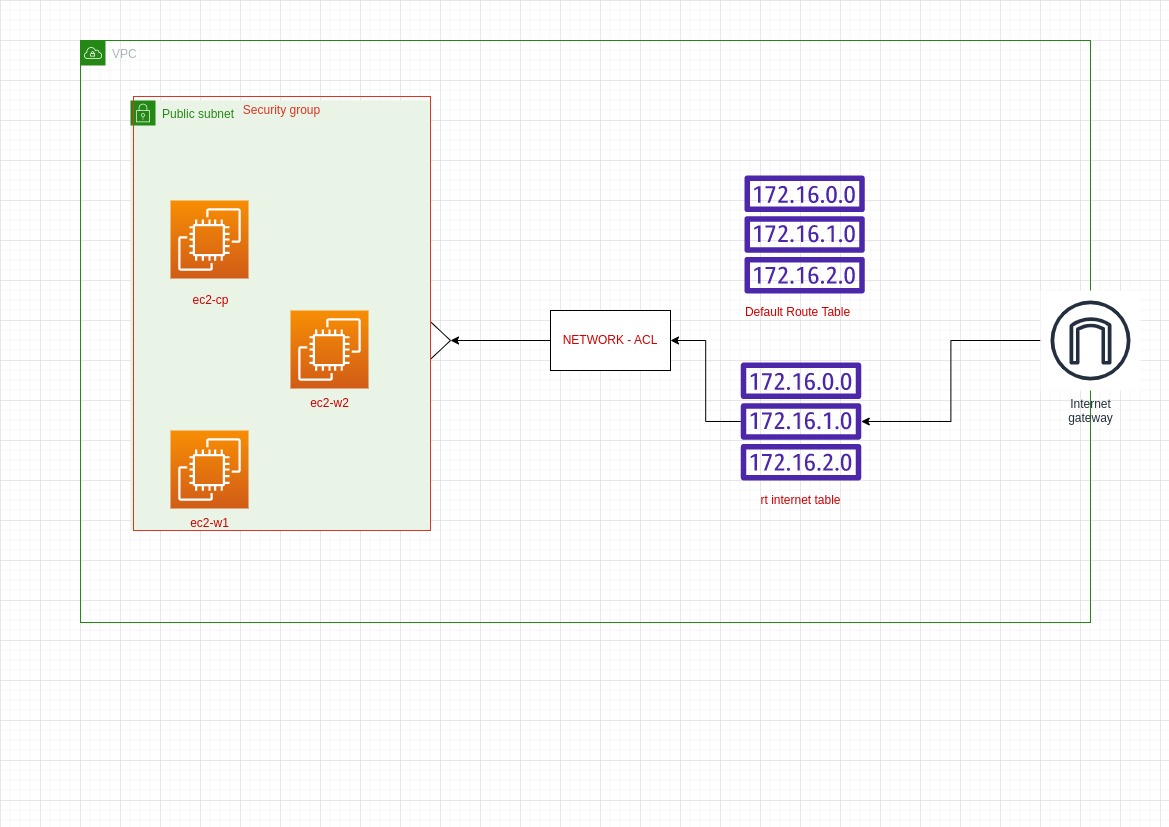 VPC
Public subnet
Security group
ec2-cp
ec2-w2
ec2-w1
NETWORK - ACL
172.16.0.0
172.16.1.0
172.16.2.0
Default Route Table
172.16.0.0
172.16.1.0
172.16.2.0
rt internet table
Internet
gateway